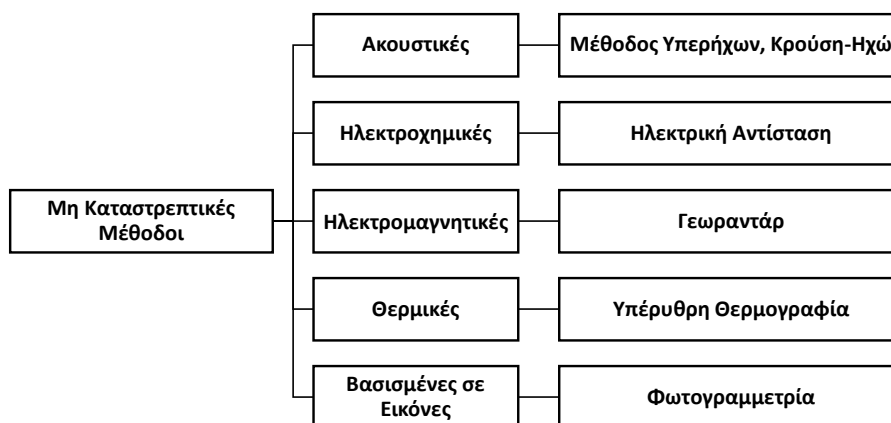 Ακουστικές
Μέθοδος Υπερήχων, Κρούση-Ηχώ
Ηλεκτροχημικές
Ηλεκτρική Αντίσταση
Μη Καταστρεπτικές
Μέθοδοι
Ηλεκτρομαγνητικές
Γεωραντάρ
Θερμικές
Υπέρυθρη Θερμογραφία
Βασισμένες σε
Εικόνες
Φωτογραμμετρία